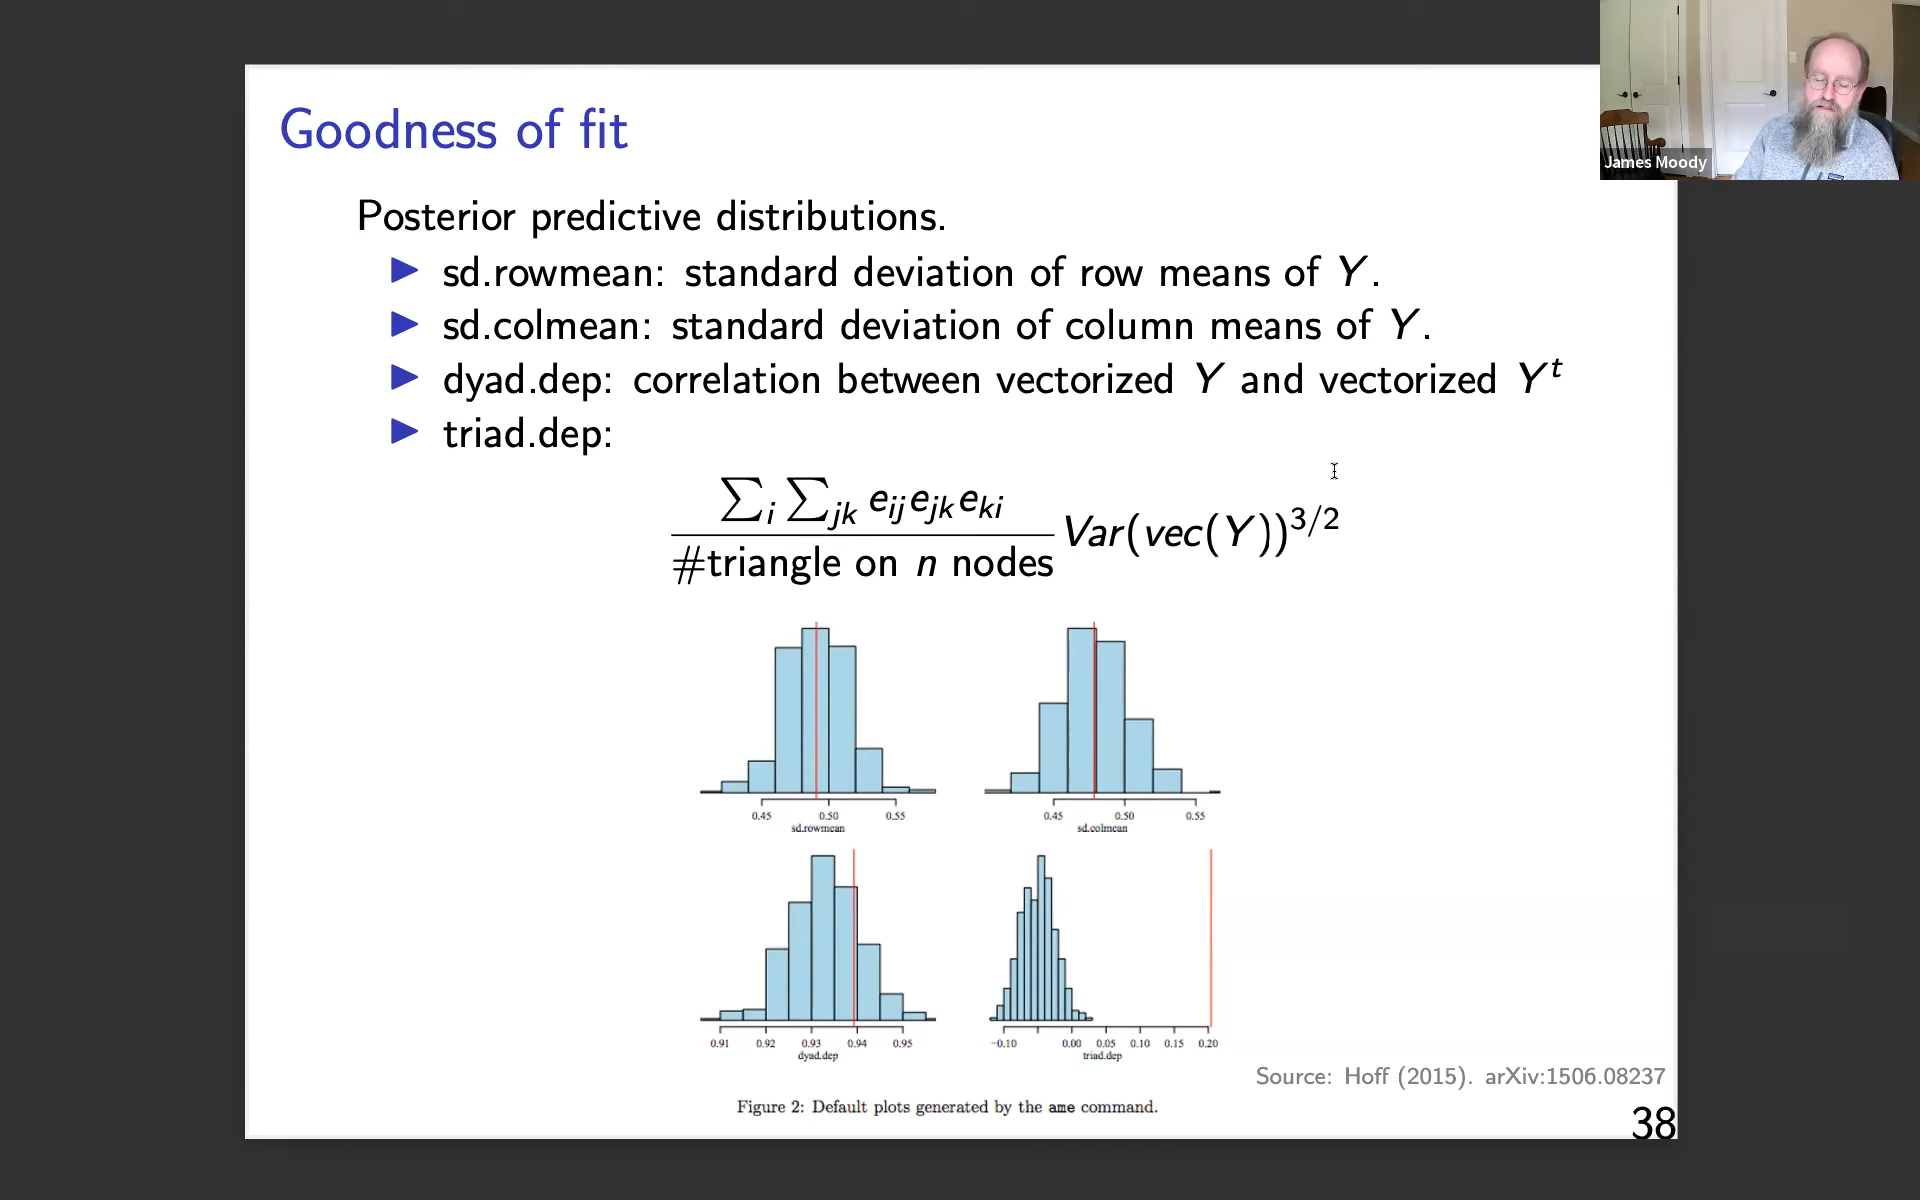 Goodness of fit
James Moody
Posterior predictive distributions.
▶ sd.rowmean: standard deviation of row means of Y.
▶ sd.colmean: standard deviation of column means of Y.
▶ dyad.dep: correlation between vectorized Y and vectorized Yᵗ
▶ triad.dep:
∑ᵢ ∑ⱼₖ eᵢⱼeⱼₖeₖᵢ
#triangle on n nodes
Var(vec(Y))^{3/2}
0.45 0.50 0.55
sd.rowmean
0.45 0.50 0.55
sd.colmean
0.91 0.92 0.93 0.94 0.95
dyad.dep
−0.10 0.00 0.05 0.10 0.15 0.20
triad.dep
Source: Hoff (2015). arXiv:1506.08237
Figure 2: Default plots generated by the ame command.
38